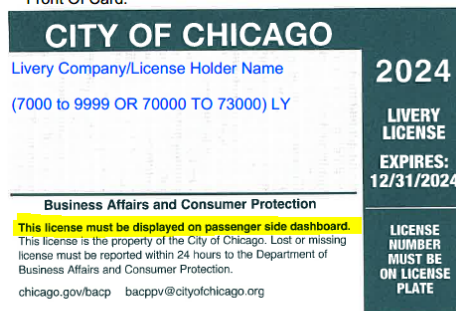 Front Of Card:
CITY OF CHICAGO
Livery Company/License Holder Name
(7000 to 9999 OR 70000 TO 73000) LY
Business Affairs and Consumer Protection
This license must be displayed on passenger side dashboard.
This license is the property of the City of Chicago. Lost or missing
license must be reported within 24 hours to the Department of
Business Affairs and Consumer Protection.
chicago.gov/bacp bacppv@cityofchicago.org
2024
LIVERY
LICENSE
EXPIRES:
12/31/2024
LICENSE
NUMBER
MUST BE
ON LICENSE
PLATE